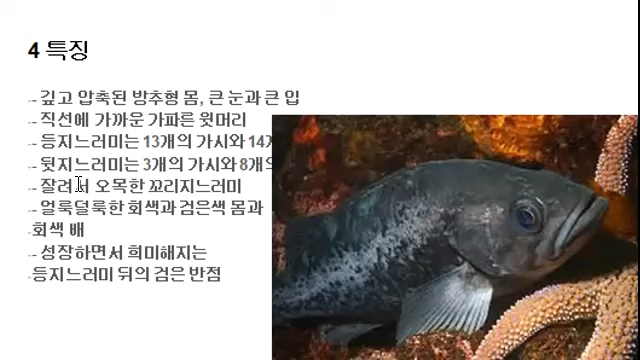 4 특징
-- 깊고 압축된 방추형 몸, 큰 눈과 큰 입
-- 직선에 가까운 가파른 윗머리
-- 등지느러미는 13개의 가시와 14
-- 뒷지느러미는 3개의 가시와 8개의
-- 잘려서 오목한 꼬리지느러미
-- 얼룩덜룩한 회색과 검은색 몸과
-회색 배
-- 성장하면서 희미해지는
-등지느러미 뒤의 검은 반점